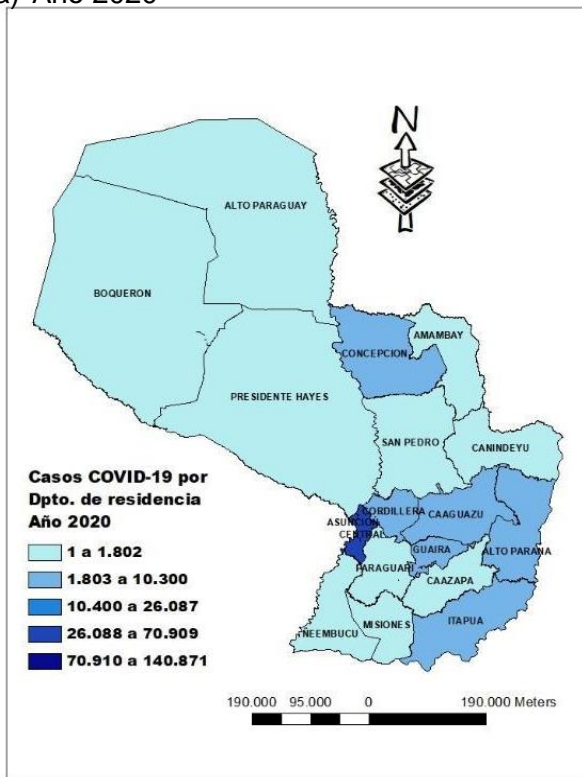 a) Año 2020
N
ALTO PARAGUAY
BOQUERON
CONCEPCION
AMAMBAY
PRESIDENTE HAYES
SAN PEDRO
CANINDEYU
CORDILLERA
CAAGUAZU
ASUNCION
CENTRAL
GUAIRA
ALTO PARANA
PARAGUARI
CAAZAPA
MISIONES
ITAPUA
ÑEEMBUCU
Casos COVID-19 por
Dpto. de residencia
Año 2020
1 a 1.802
1.803 a 10.300
10.400 a 26.087
26.088 a 70.909
70.910 a 140.871
190.000 95.000 0 190.000 Meters